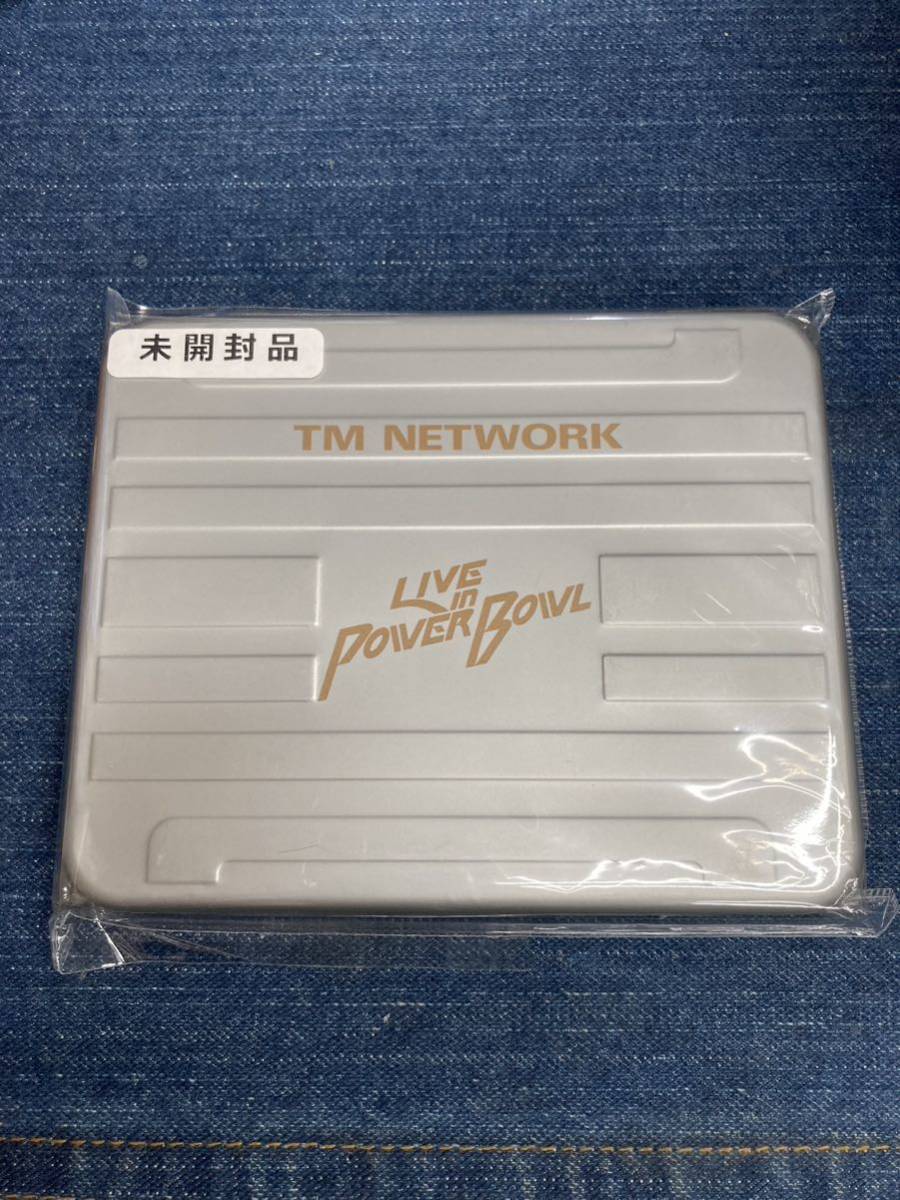 未開封品
TM NETWORK
LIVE
in
POWER BOWL